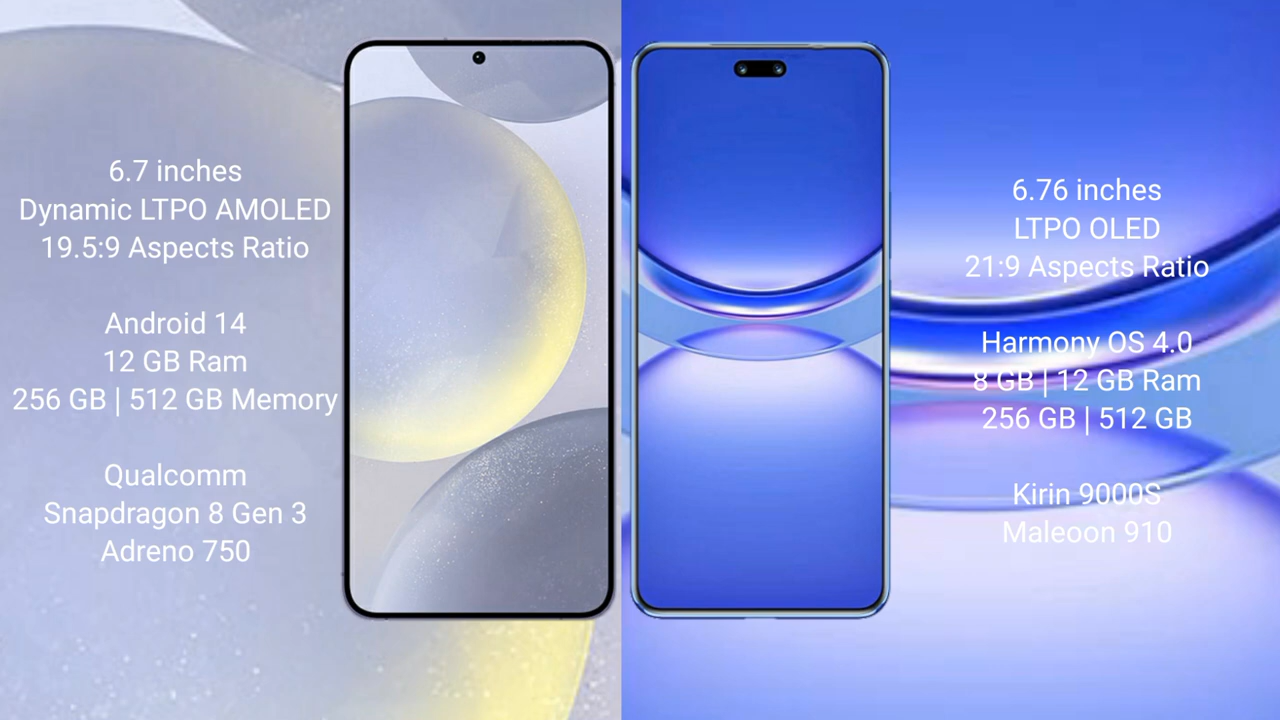 6.7 inches
Dynamic LTPO AMOLED
19.5:9 Aspects Ratio
Android 14
12 GB Ram
256 GB | 512 GB Memory
Qualcomm
Snapdragon 8 Gen 3
Adreno 750
6.76 inches
LTPO OLED
21:9 Aspects Ratio
Harmony OS 4.0
8 GB | 12 GB Ram
256 GB | 512 GB
Kirin 9000S
Maleoon 910